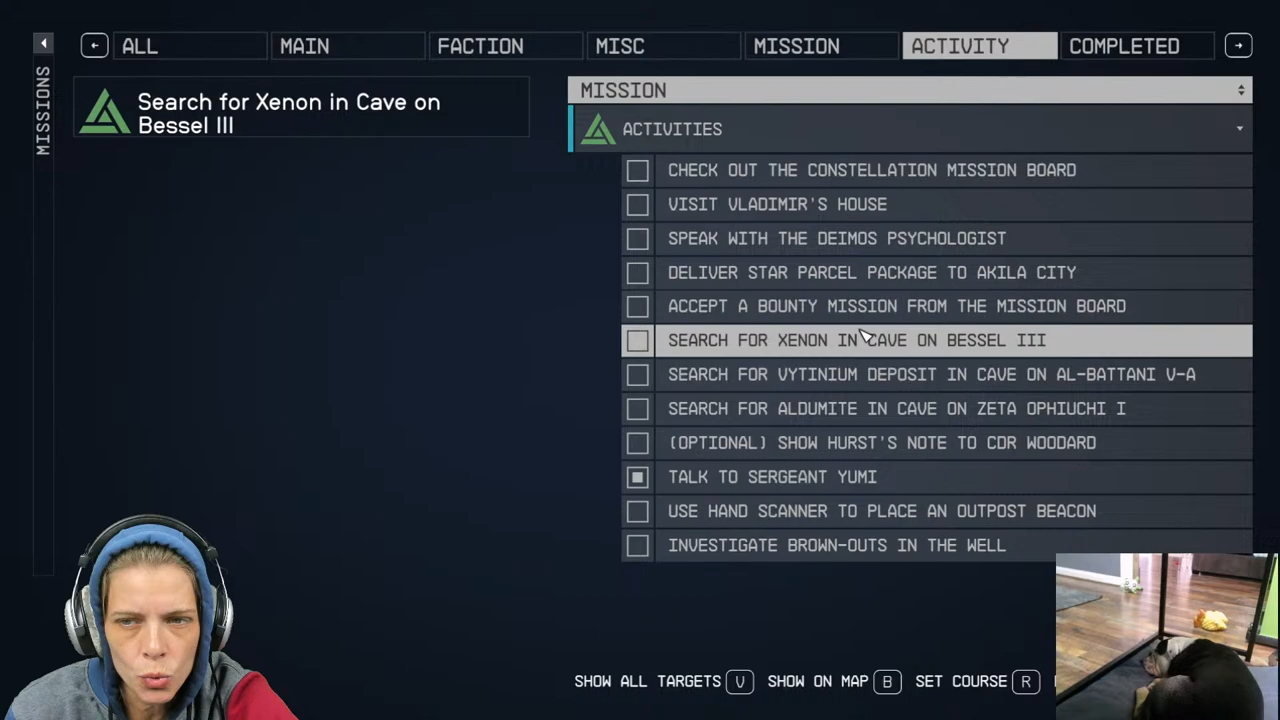 ALL
MAIN
FACTION
MISC
MISSION
ACTIVITY
COMPLETED
MISSIONS
Search for Xenon in Cave on
Bessel III
MISSION
ACTIVITIES
CHECK OUT THE CONSTELLATION MISSION BOARD
VISIT VLADIMIR'S HOUSE
SPEAK WITH THE DEIMOS PSYCHOLOGIST
DELIVER STAR PARCEL PACKAGE TO AKILA CITY
ACCEPT A BOUNTY MISSION FROM THE MISSION BOARD
SEARCH FOR XENON IN CAVE ON BESSEL III
SEARCH FOR VYTINIUM DEPOSIT IN CAVE ON AL-BATTANI V-A
SEARCH FOR ALDUMITE IN CAVE ON ZETA OPHIUCHI I
(OPTIONAL) SHOW HURST'S NOTE TO CDR WOODARD
TALK TO SERGEANT YUMI
USE HAND SCANNER TO PLACE AN OUTPOST BEACON
INVESTIGATE BROWN-OUTS IN THE WELL
SHOW ALL TARGETS V SHOW ON MAP B SET COURSE R